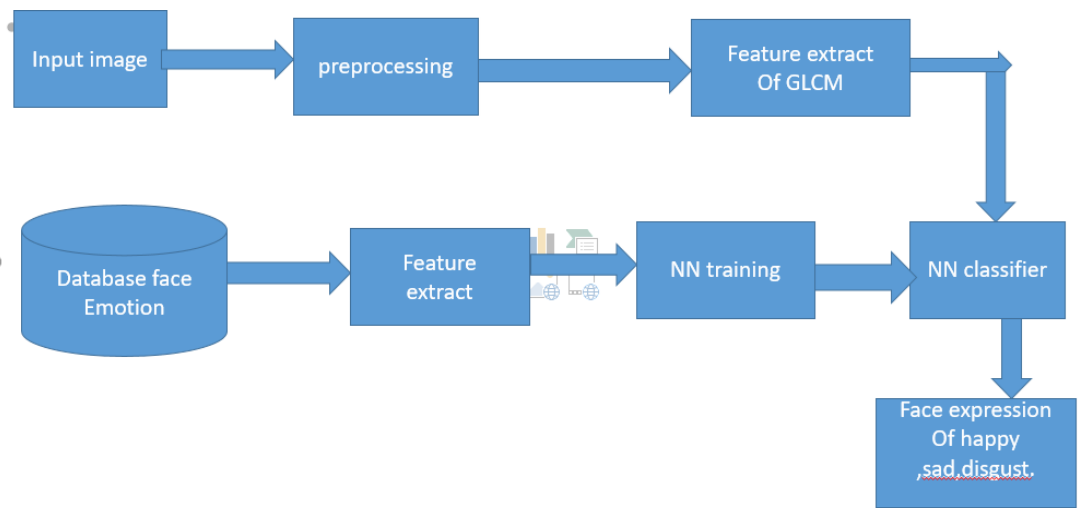 Input image
preprocessing
Feature extract
Of GLCM
Database face
Emotion
Feature
extract
NN training
NN classifier
Face expression
Of happy
,sad,disgust.